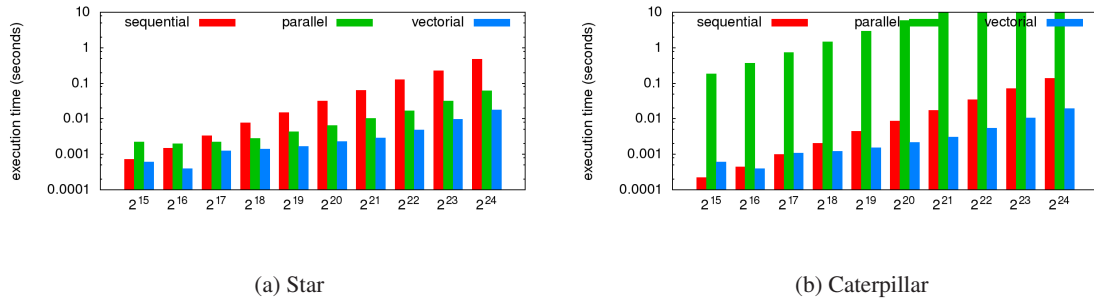 execution time (seconds)
10
1
0.1
0.01
0.001
0.0001
sequential parallel vectorial
2^15 2^16 2^17 2^18 2^19 2^20 2^21 2^22 2^23 2^24
(a) Star
execution time (seconds)
10
1
0.1
0.01
0.001
0.0001
sequential parallel vectorial
2^15 2^16 2^17 2^18 2^19 2^20 2^21 2^22 2^23 2^24
(b) Caterpillar